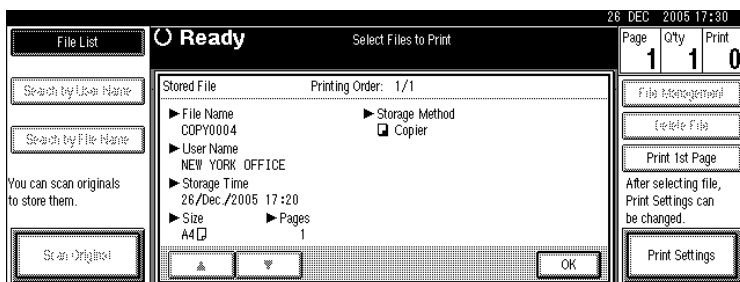 26 DEC 2005 17:30
File List
Ready
Select Files to Print
Page
Q'ty
Print
1
1
0
Search by User Name
Search by File Name
You can scan originals
to store them.
Scan Original
Stored File
Printing Order: 1/1
►File Name
COPY0004
►Storage Method
Copier
►User Name
NEW YORK OFFICE
►Storage Time
26/Dec./2005 17:20
►Size
►Pages
A4
1
▲
▼
OK
File Management
Delete File
Print 1st Page
After selecting file,
Print Settings can
be changed.
Print Settings